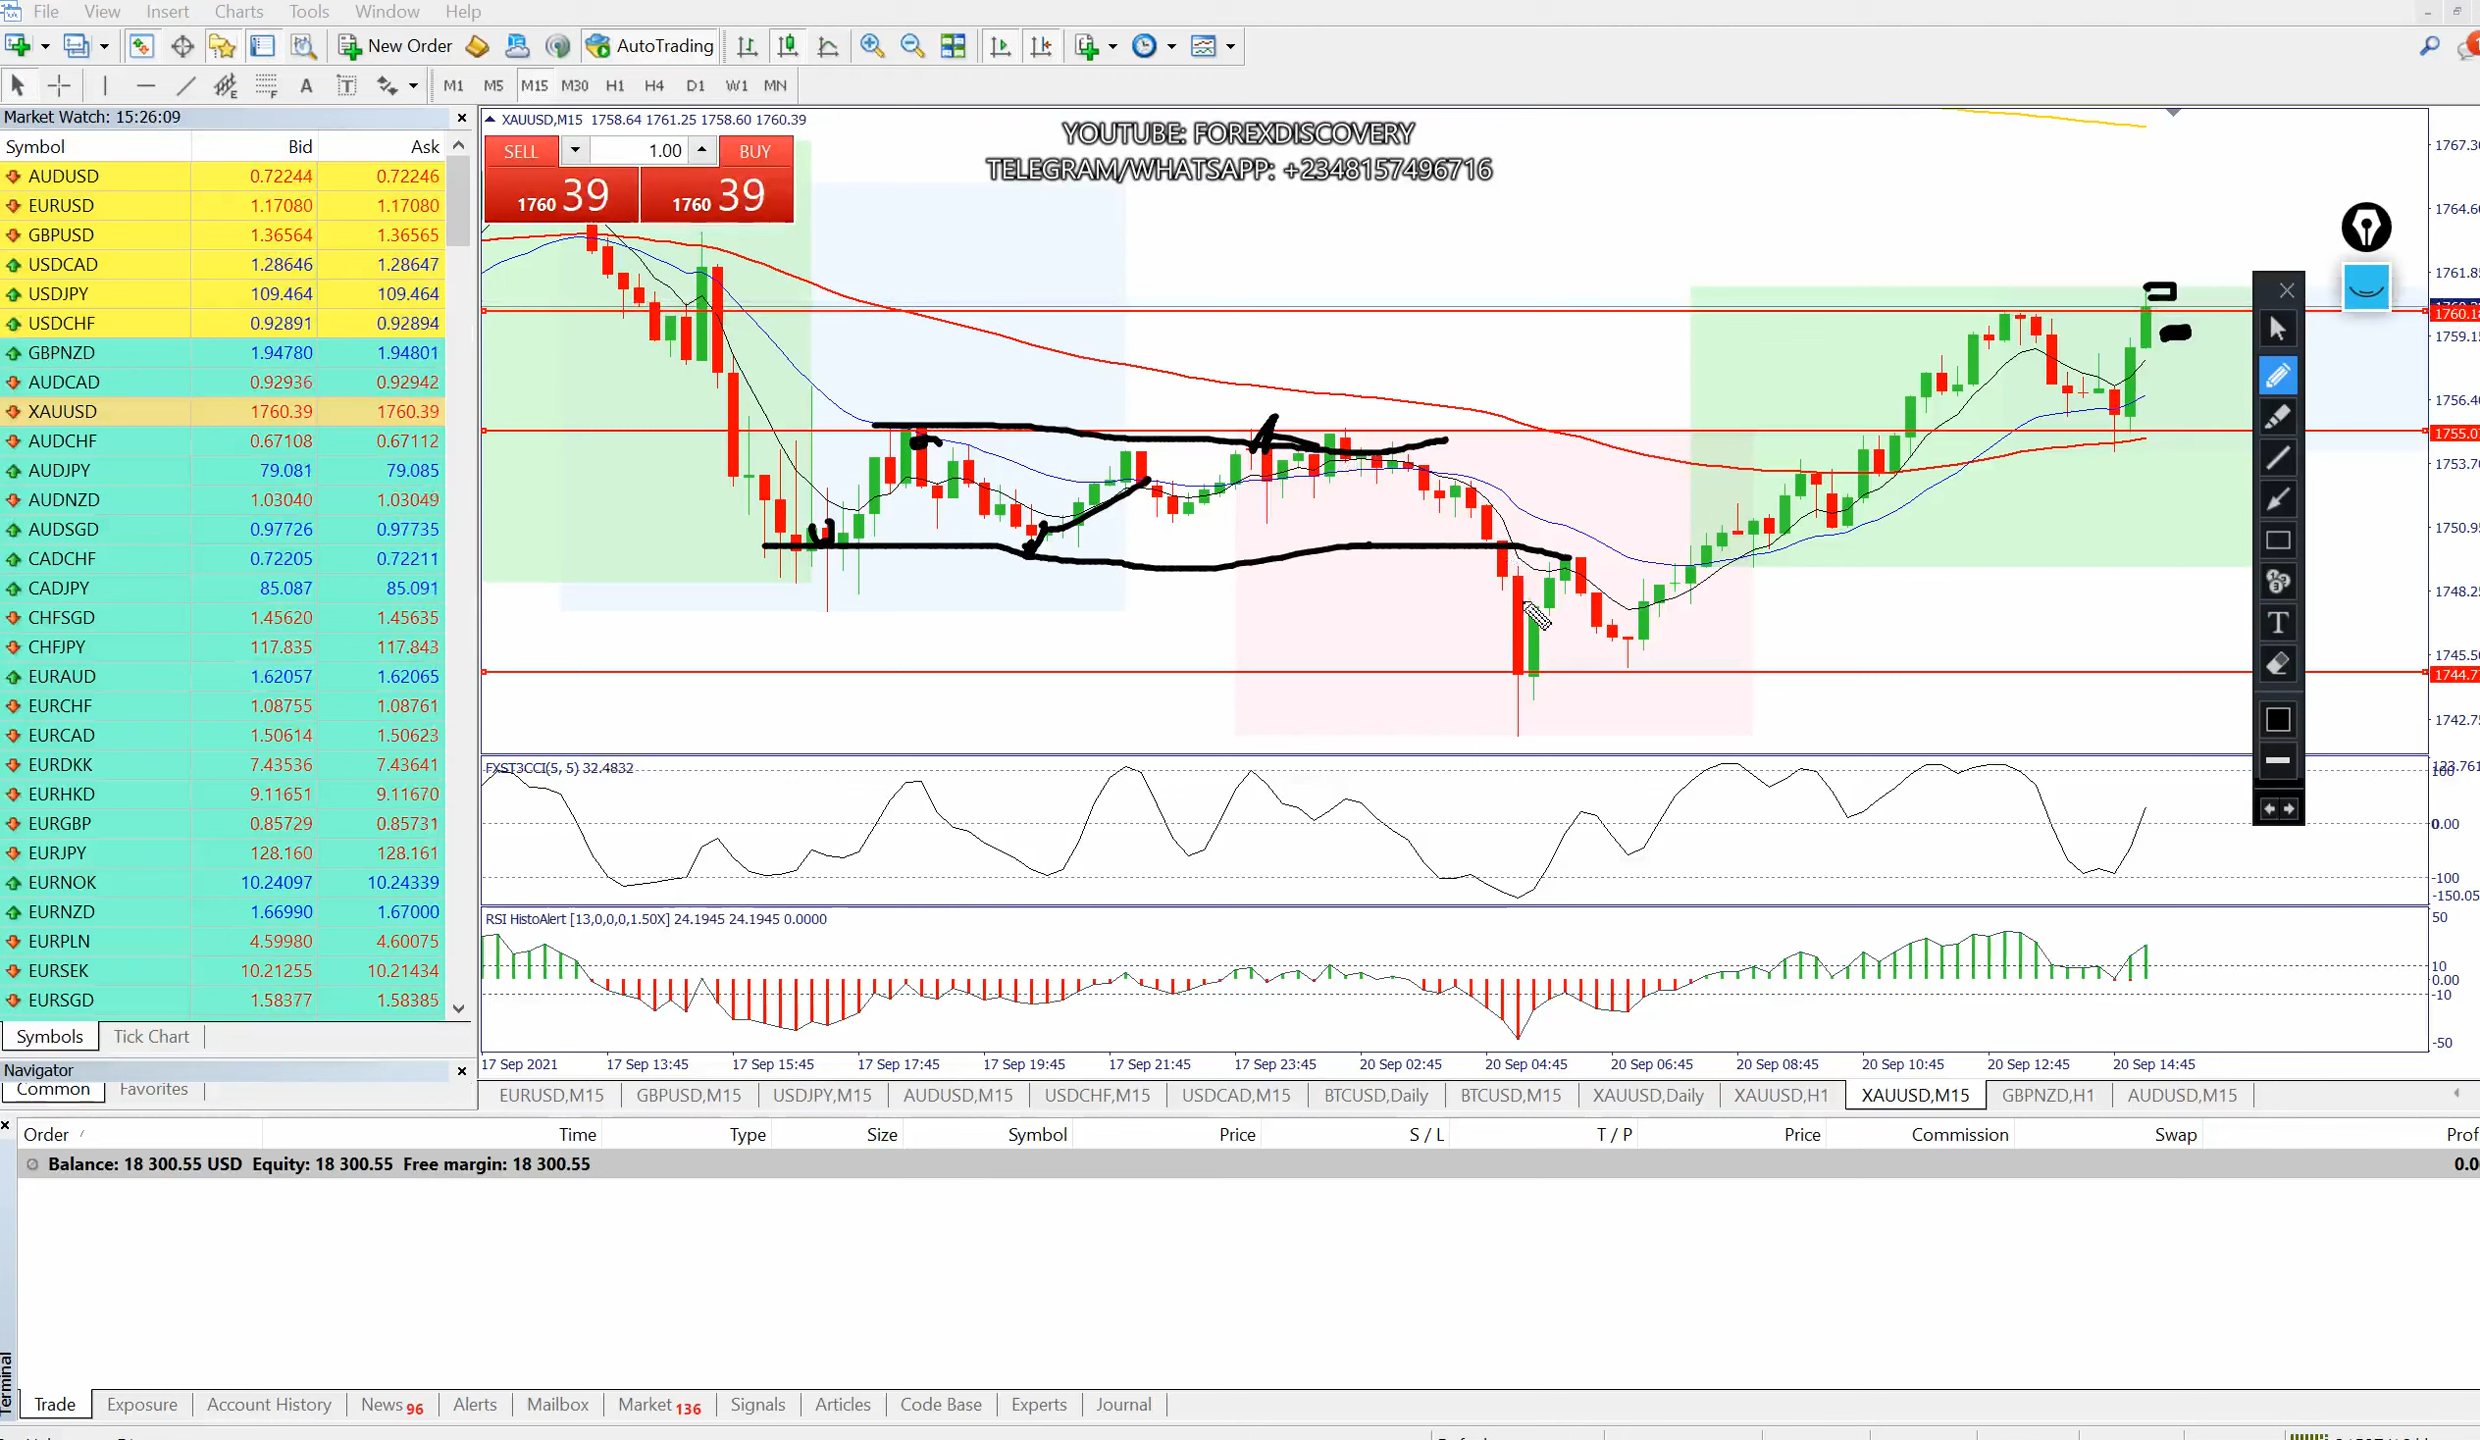 File View Insert Charts Tools Window Help
New Order AutoTrading
A T M1 M5 M15 M30 H1 H4 D1 W1 MN
Market Watch: 15:26:09
Symbol Bid Ask
AUDUSD 0.72244 0.72246
EURUSD 1.17080 1.17080
GBPUSD 1.36564 1.36565
USDCAD 1.28646 1.28647
USDJPY 109.464 109.464
USDCHF 0.92891 0.92894
GBPNZD 1.94780 1.94801
AUDCAD 0.92936 0.92942
XAUUSD 1760.39 1760.39
AUDCHF 0.67108 0.67112
AUDJPY 79.081 79.085
AUDNZD 1.03040 1.03049
AUDSGD 0.97726 0.97735
CADCHF 0.72205 0.72211
CADJPY 85.087 85.091
CHFSGD 1.45620 1.45635
CHFJPY 117.835 117.843
EURAUD 1.62057 1.62065
EURCHF 1.08755 1.08761
EURCAD 1.50614 1.50623
EURDKK 7.43536 7.43641
EURHKD 9.11651 9.11670
EURGBP 0.85729 0.85731
EURJPY 128.160 128.161
EURNOK 10.24097 10.24339
EURNZD 1.66990 1.67000
EURPLN 4.59980 4.60075
EURSEK 10.21255 10.21434
EURSGD 1.58377 1.58385
Symbols Tick Chart
Navigator
Common Favorites
XAUUSD,M15 1758.64 1761.25 1758.60 1760.39
SELL 1.00 BUY
1760 39 1760 39
YOUTUBE: FOREXDISCOVERY
TELEGRAM/WHATSAPP: +2348157496716
1767.30
1764.60
1761.85
1760.18
1759.15
1756.40
1755.0
1753.70
1750.95
1748.25
1745.50
1744.7
1742.75
T
FXST3CCI(5, 5) 32.4832
123.761
100
0.00
-100
-150.05
RSI HistoAlert [13,0,0,0,1.50X] 24.1945 24.1945 0.0000
50
10
0.00
-10
-50
17 Sep 2021 17 Sep 13:45 17 Sep 15:45 17 Sep 17:45 17 Sep 19:45 17 Sep 21:45 17 Sep 23:45 20 Sep 02:45 20 Sep 04:45 20 Sep 06:45 20 Sep 08:45 20 Sep 10:45 20 Sep 12:45 20 Sep 14:45
EURUSD,M15 GBPUSD,M15 USDJPY,M15 AUDUSD,M15 USDCHF,M15 USDCAD,M15 BTCUSD,Daily BTCUSD,M15 XAUUSD,Daily XAUUSD,H1 XAUUSD,M15 GBPNZD,H1 AUDUSD,M15
Order / Time Type Size Symbol Price S / L T / P Price Commission Swap Prof
Balance: 18 300.55 USD Equity: 18 300.55 Free margin: 18 300.55 0.0
Terminal
Trade Exposure Account History News 96 Alerts Mailbox Market 136 Signals Articles Code Base Experts Journal